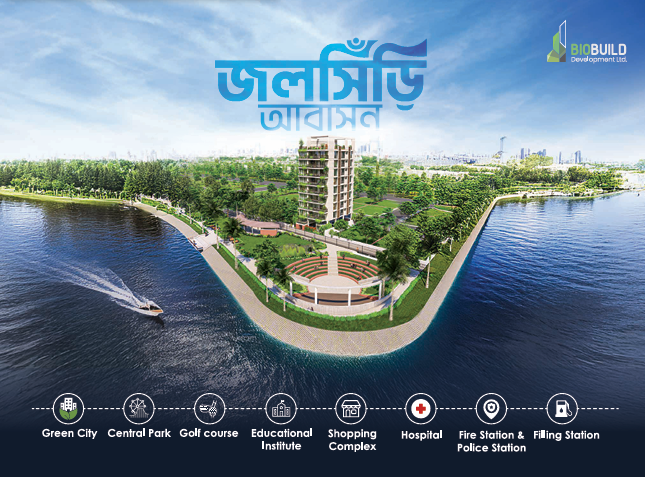 জলসিঁড়ি
আবাসন
BIOBUILD
Development Ltd.
Green City
Central Park
Golf course
Educational
Institute
Shopping
Complex
Hospital
Fire Station &
Police Station
Filling Station